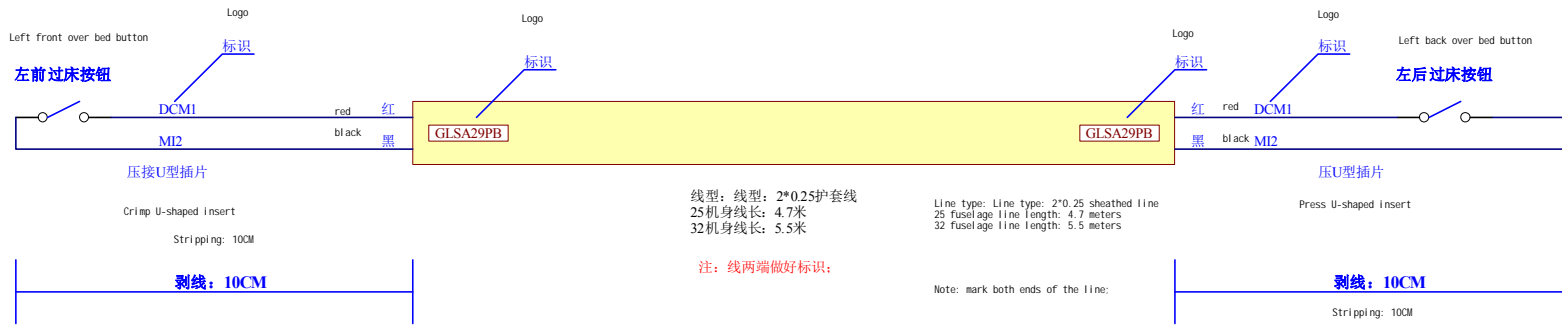 Logo
Logo
Logo
Logo
Left front over bed button
标识
标识
标识
标识
Left back over bed button
左前过床按钮
左后过床按钮
DCM1
red
红
红
red
DCM1
GLSA29PB
GLSA29PB
MI2
black
黑
黑
black
MI2
压接U型插片
压U型插片
线型：线型：2*0.25护套线
25机身线长：4.7米
32机身线长：5.5米
Line type: Line type: 2*0.25 sheathed line
25 fuselage line length: 4.7 meters
32 fuselage line length: 5.5 meters
Crimp U-shaped insert
Press U-shaped insert
Stripping: 10CM
注：线两端做好标识；
剥线：10CM
剥线：10CM
Note: mark both ends of the line;
Stripping: 10CM